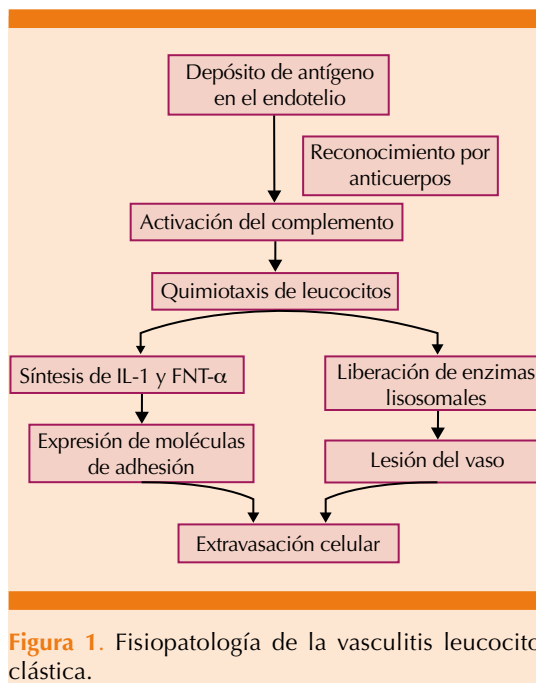 Depósito de antígeno
en el endotelio
Reconocimiento por
anticuerpos
Activación del complemento
Quimiotaxis de leucocitos
Síntesis de IL-1 y FNT-α
Liberación de enzimas
lisosomales
Expresión de moléculas
de adhesión
Lesión del vaso
Extravasación celular
Figura 1. Fisiopatología de la vasculitis leucocito
clástica.